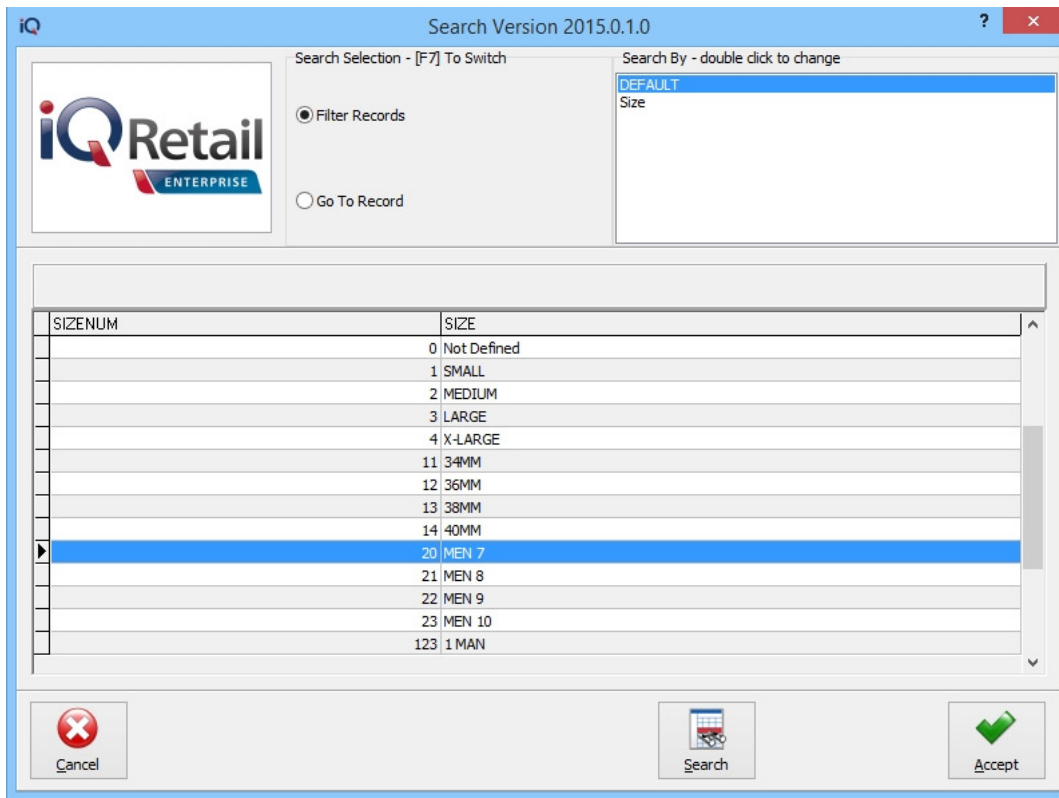 iQ
Search Version 2015.0.1.0
?
iQ Retail
ENTERPRISE
Search Selection - [F7] To Switch
Filter Records
Go To Record
Search By - double click to change
DEFAULT
Size
SIZENUM SIZE
0 Not Defined
1 SMALL
2 MEDIUM
3 LARGE
4 X-LARGE
11 34MM
12 36MM
13 38MM
14 40MM
20 MEN 7
21 MEN 8
22 MEN 9
23 MEN 10
123 1 MAN
Cancel
Search
Accept